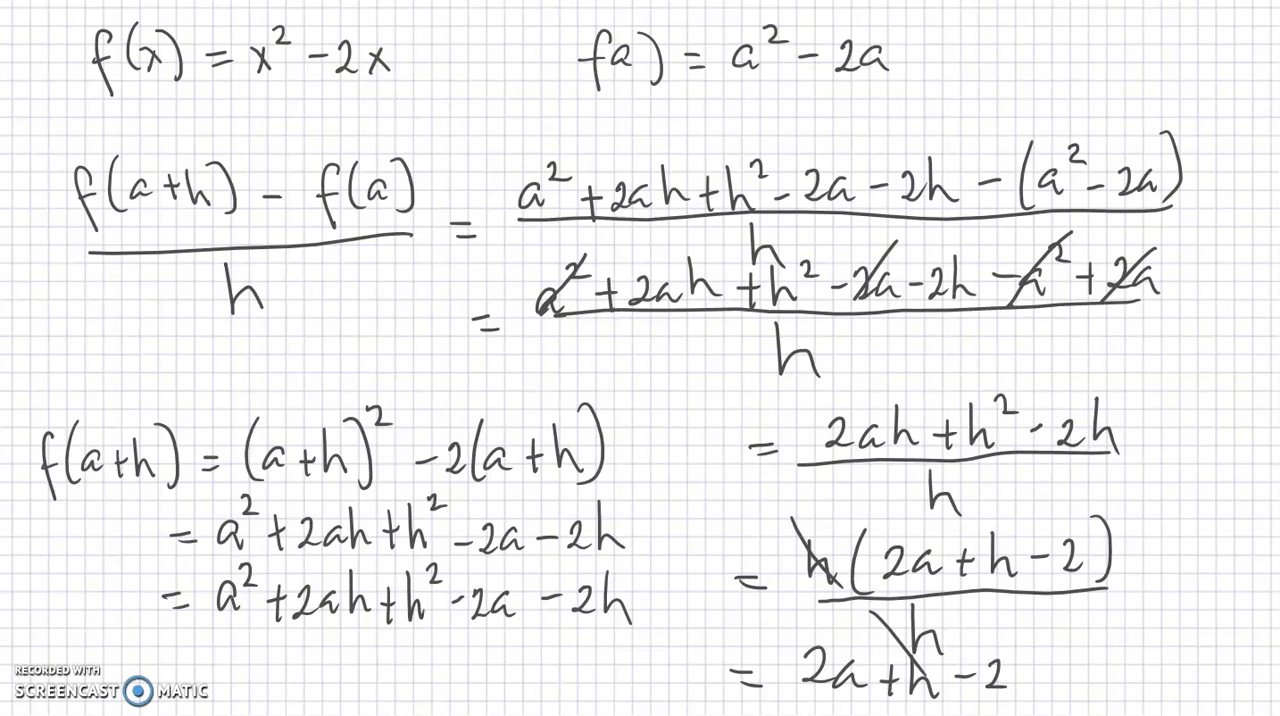 f(x) = x² - 2x
fa) = a² - 2a
f(a+h) - f(a) / h = a² + 2ah + h² - 2a - 2h - (a² - 2a) / h
= a² + 2ah + h² - 2a - 2h - a² + 2a / h
f(a+h) = (a+h)² - 2(a+h)
= a² + 2ah + h² - 2a - 2h
= a² + 2ah + h² - 2a - 2h
= 2ah + h² - 2h / h
= h(2a + h - 2) / h
= 2a + h - 2
RECORDED WITH
SCREENCAST MATIC